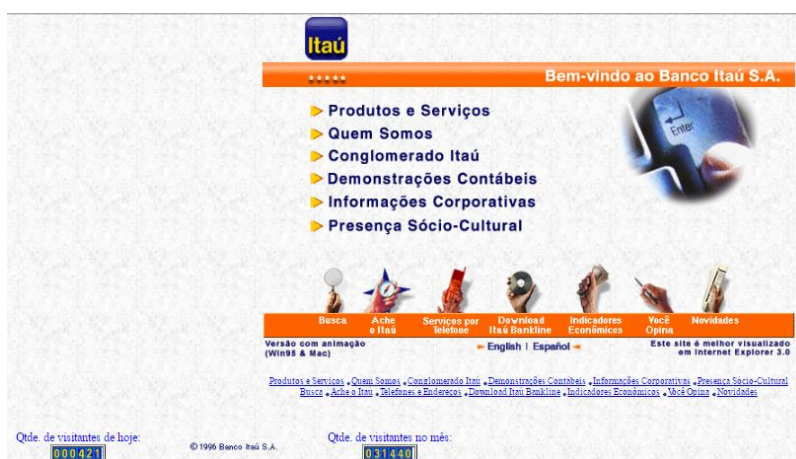 Itaú
Bem-vindo ao Banco Itaú S.A.
Produtos e Serviços
Quem Somos
Conglomerado Itaú
Demonstrações Contábeis
Informações Corporativas
Presença Sócio-Cultural
Enter
Busca
Ache o Itaú
Serviços por Telefone
Download Itaú Bankline
Indicadores Econômicos
Você Opina
Novidades
Versão com animação
(Win95 & Mac)
English | Español
Este site é melhor visualizado
em Internet Explorer 3.0
Produtos e Serviços Quem Somos Conglomerado Itaú Demonstrações Contábeis Informações Corporativas Presença Sócio-Cultural
Busca Ache o Itaú Telefones e Endereços Download Itaú Bankline Indicadores Econômicos Você Opina Novidades
Qtde. de visitantes de hoje:
000421
© 1996 Banco Itaú S.A.
Qtde. de visitantes no mês:
031440